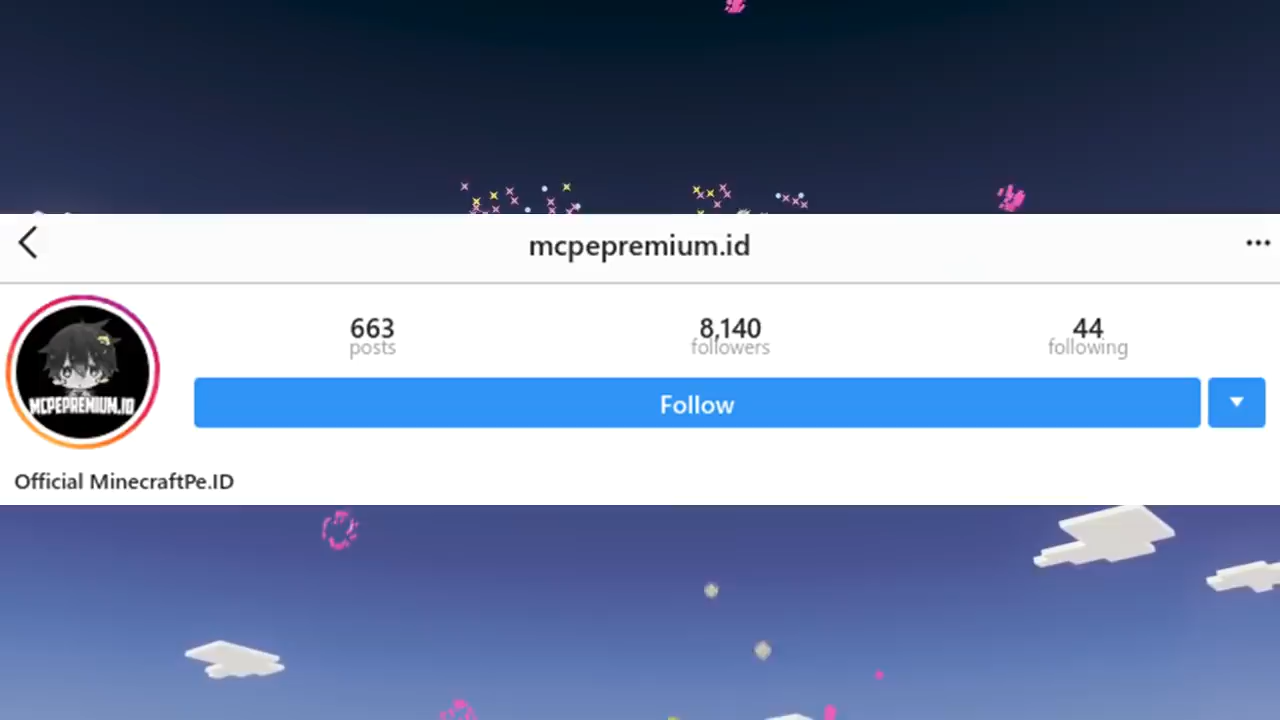 mcpepremium.id
663
8,140
44
posts
followers
following
MCPEPREMIUM.ID
Follow
Official MinecraftPe.ID